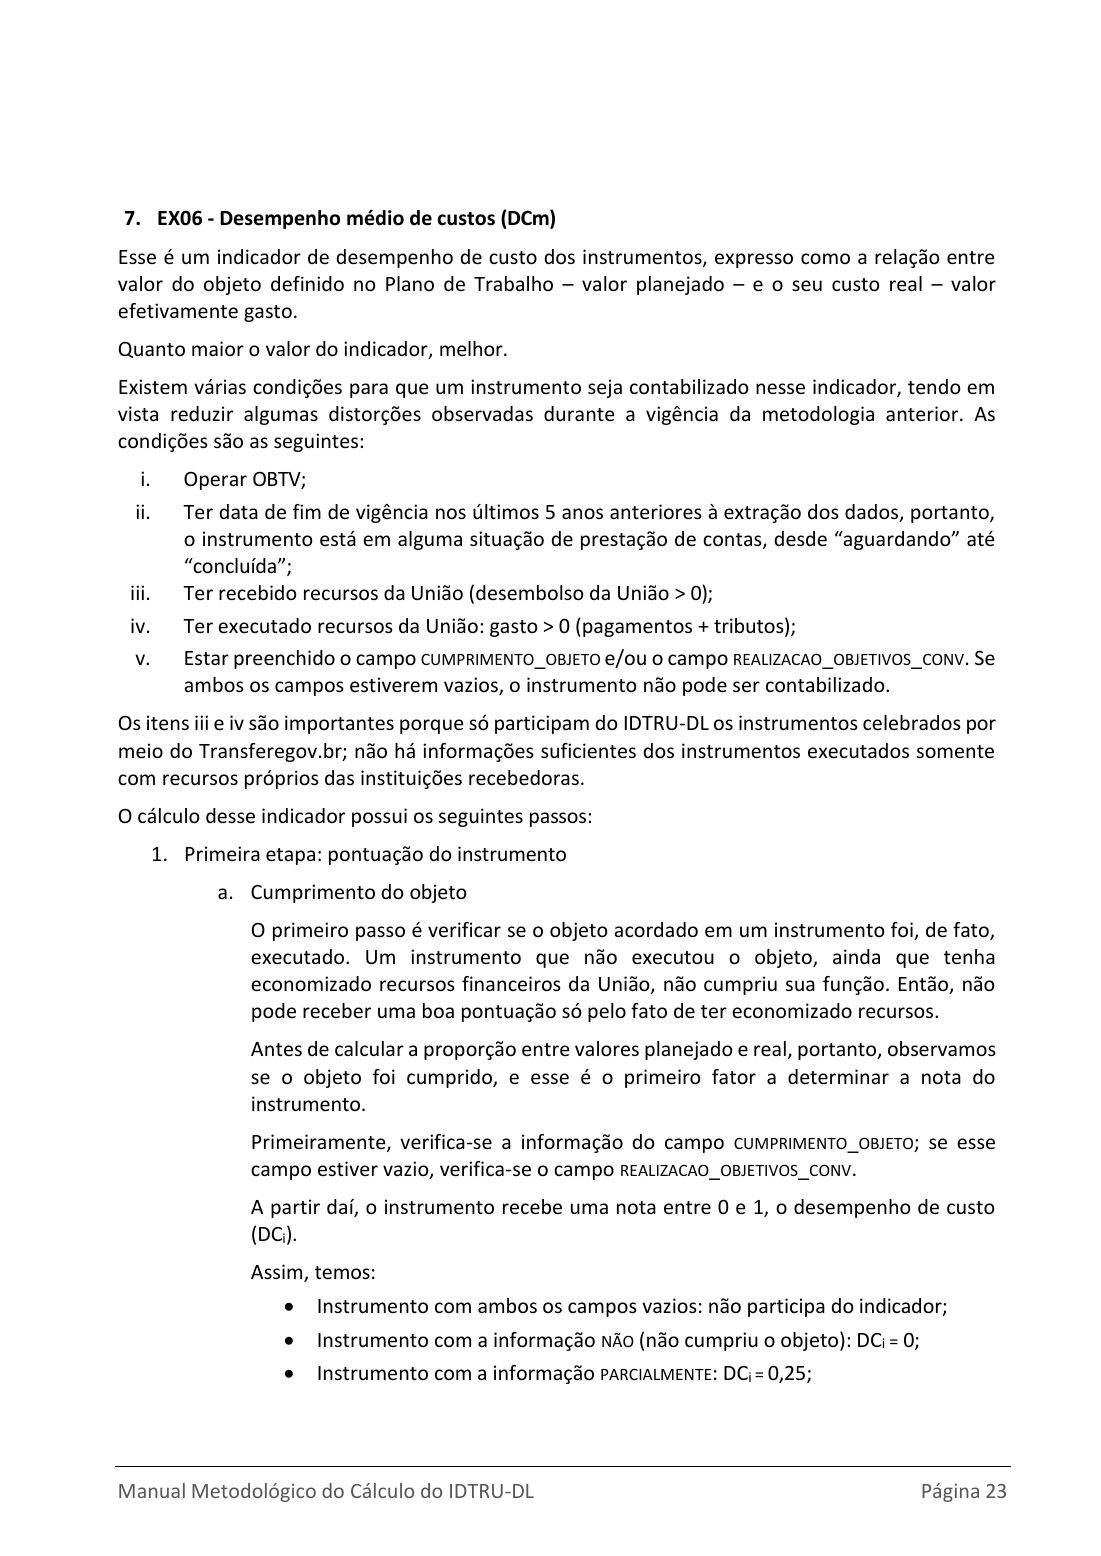 7. EX06 - Desempenho médio de custos (DCm)
Esse é um indicador de desempenho de custo dos instrumentos, expresso como a relação entre
valor do objeto definido no Plano de Trabalho – valor planejado – e o seu custo real – valor
efetivamente gasto.
Quanto maior o valor do indicador, melhor.
Existem várias condições para que um instrumento seja contabilizado nesse indicador, tendo em
vista reduzir algumas distorções observadas durante a vigência da metodologia anterior. As
condições são as seguintes:
i. Operar OBTV;
ii. Ter data de fim de vigência nos últimos 5 anos anteriores à extração dos dados, portanto,
o instrumento está em alguma situação de prestação de contas, desde “aguardando” até
“concluída”;
iii. Ter recebido recursos da União (desembolso da União > 0);
iv. Ter executado recursos da União: gasto > 0 (pagamentos + tributos);
v. Estar preenchido o campo CUMPRIMENTO_OBJETO e/ou o campo REALIZACAO_OBJETIVOS_CONV. Se
ambos os campos estiverem vazios, o instrumento não pode ser contabilizado.
Os itens iii e iv são importantes porque só participam do IDTRU-DL os instrumentos celebrados por
meio do Transferegov.br; não há informações suficientes dos instrumentos executados somente
com recursos próprios das instituições recebedoras.
O cálculo desse indicador possui os seguintes passos:
1. Primeira etapa: pontuação do instrumento
a. Cumprimento do objeto
O primeiro passo é verificar se o objeto acordado em um instrumento foi, de fato,
executado. Um instrumento que não executou o objeto, ainda que tenha
economizado recursos financeiros da União, não cumpriu sua função. Então, não
pode receber uma boa pontuação só pelo fato de ter economizado recursos.
Antes de calcular a proporção entre valores planejado e real, portanto, observamos
se o objeto foi cumprido, e esse é o primeiro fator a determinar a nota do
instrumento.
Primeiramente, verifica-se a informação do campo CUMPRIMENTO_OBJETO; se esse
campo estiver vazio, verifica-se o campo REALIZACAO_OBJETIVOS_CONV.
A partir daí, o instrumento recebe uma nota entre 0 e 1, o desempenho de custo
(DCi).
Assim, temos:
• Instrumento com ambos os campos vazios: não participa do indicador;
• Instrumento com a informação NÃO (não cumpriu o objeto): DCi = 0;
• Instrumento com a informação PARCIALMENTE: DCi = 0,25;
Manual Metodológico do Cálculo do IDTRU-DL Página 23